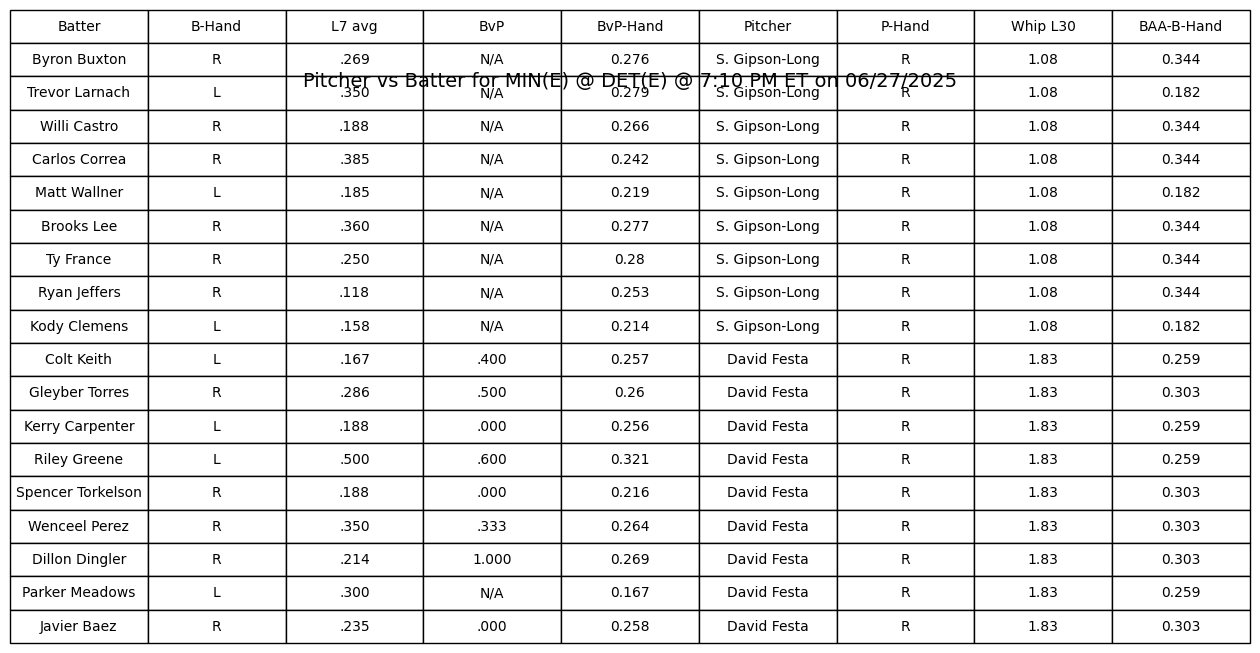 Batter B-Hand L7 avg BvP BvP-Hand Pitcher P-Hand Whip L30 BAA-B-Hand
Byron Buxton R .269 N/A 0.276 S. Gipson-Long R 1.08 0.344
Pitcher vs Batter for MIN(E) @ DET(E) @ 7:10 PM ET on 06/27/2025
Trevor Larnach L .350 N/A 0.279 S. Gipson-Long R 1.08 0.182
Willi Castro R .188 N/A 0.266 S. Gipson-Long R 1.08 0.344
Carlos Correa R .385 N/A 0.242 S. Gipson-Long R 1.08 0.344
Matt Wallner L .185 N/A 0.219 S. Gipson-Long R 1.08 0.182
Brooks Lee R .360 N/A 0.277 S. Gipson-Long R 1.08 0.344
Ty France R .250 N/A 0.28 S. Gipson-Long R 1.08 0.344
Ryan Jeffers R .118 N/A 0.253 S. Gipson-Long R 1.08 0.344
Kody Clemens L .158 N/A 0.214 S. Gipson-Long R 1.08 0.182
Colt Keith L .167 .400 0.257 David Festa R 1.83 0.259
Gleyber Torres R .286 .500 0.26 David Festa R 1.83 0.303
Kerry Carpenter L .188 .000 0.256 David Festa R 1.83 0.259
Riley Greene L .500 .600 0.321 David Festa R 1.83 0.259
Spencer Torkelson R .188 .000 0.216 David Festa R 1.83 0.303
Wenceel Perez R .350 .333 0.264 David Festa R 1.83 0.303
Dillon Dingler R .214 1.000 0.269 David Festa R 1.83 0.303
Parker Meadows L .300 N/A 0.167 David Festa R 1.83 0.259
Javier Baez R .235 .000 0.258 David Festa R 1.83 0.303